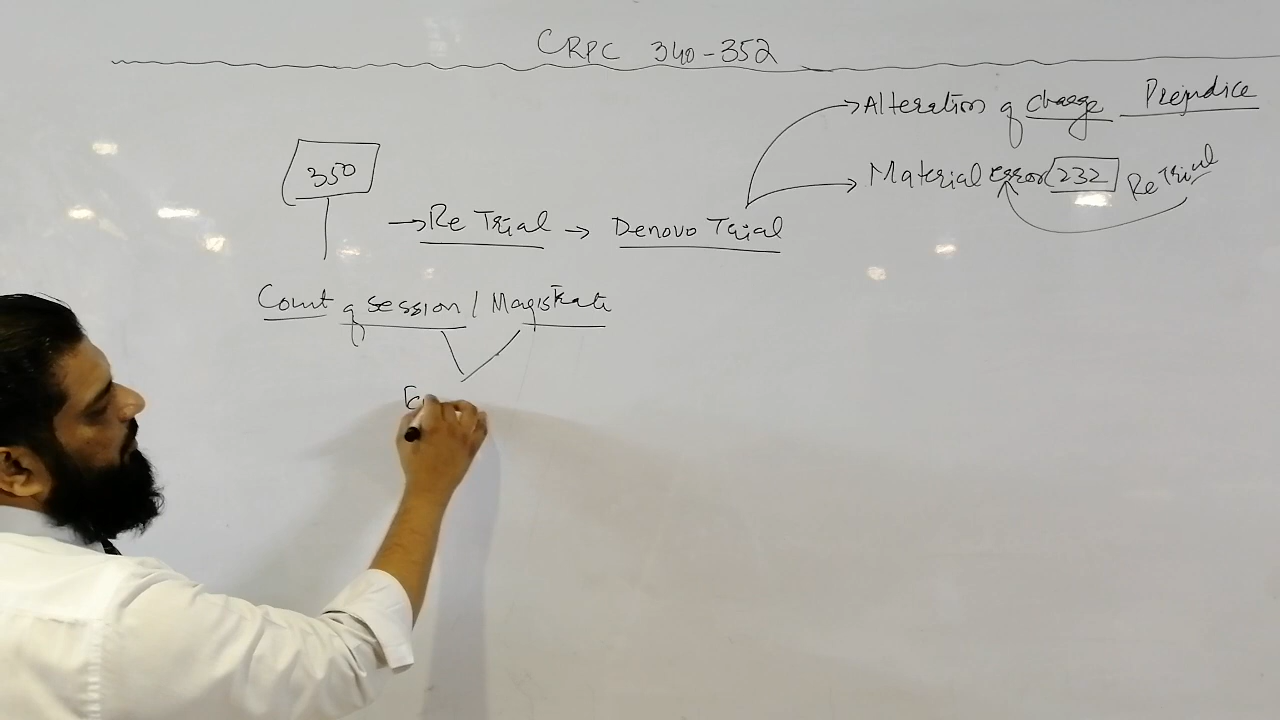 CRPC 340-352
Alteration of charge Prejudice
Material error 232 ReTrial
350
→ Re Trial → Denovo Trial
Court of session / Magistrate